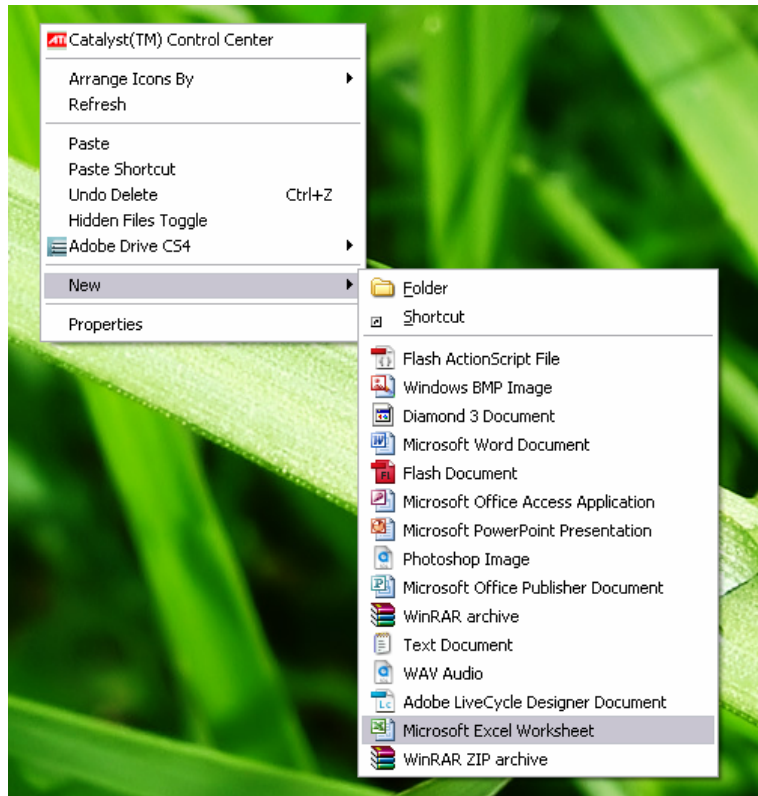 ATI Catalyst(TM) Control Center
Arrange Icons By
Refresh
Paste
Paste Shortcut
Undo Delete Ctrl+Z
Hidden Files Toggle
Adobe Drive CS4
New
Properties
Folder
Shortcut
Flash ActionScript File
Windows BMP Image
Diamond 3 Document
Microsoft Word Document
Flash Document
Microsoft Office Access Application
Microsoft PowerPoint Presentation
Photoshop Image
Microsoft Office Publisher Document
WinRAR archive
Text Document
WAV Audio
Adobe LiveCycle Designer Document
Microsoft Excel Worksheet
WinRAR ZIP archive